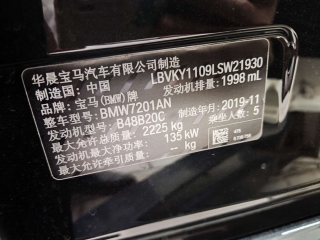 华晨宝马汽车有限公司制造
制造国：中国 LBVKY1109LSW21930
品牌：宝马(BMW)牌 发动机排量：1998 mL
整车型号：BMW7201AN
发动机型号：B48B20C 制造年月：2019-11
最大允许总质量：2225 kg 乘坐人数：5
发动机最大净功率：135 kW
最大允许牵引质量：-- kg